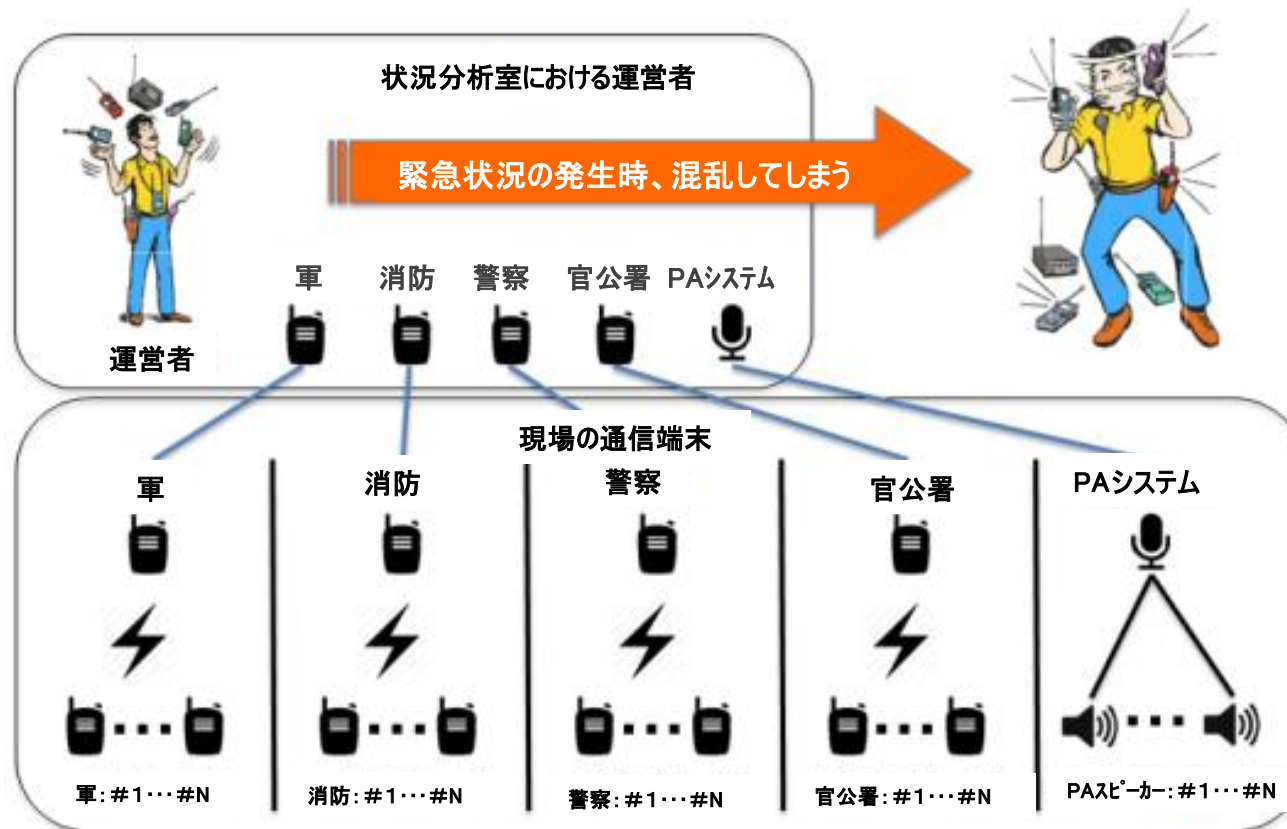 状況分析室における運営者
緊急状況の発生時、混乱してしまう
軍 消防 警察 官公署 PAシステム
運営者
現場の通信端末
軍 消防 警察 官公署 PAシステム
軍:#1・・・#N 消防:#1・・・#N 警察:#1・・・#N 官公署:#1・・・#N PAスピーカー:#1・・・#N